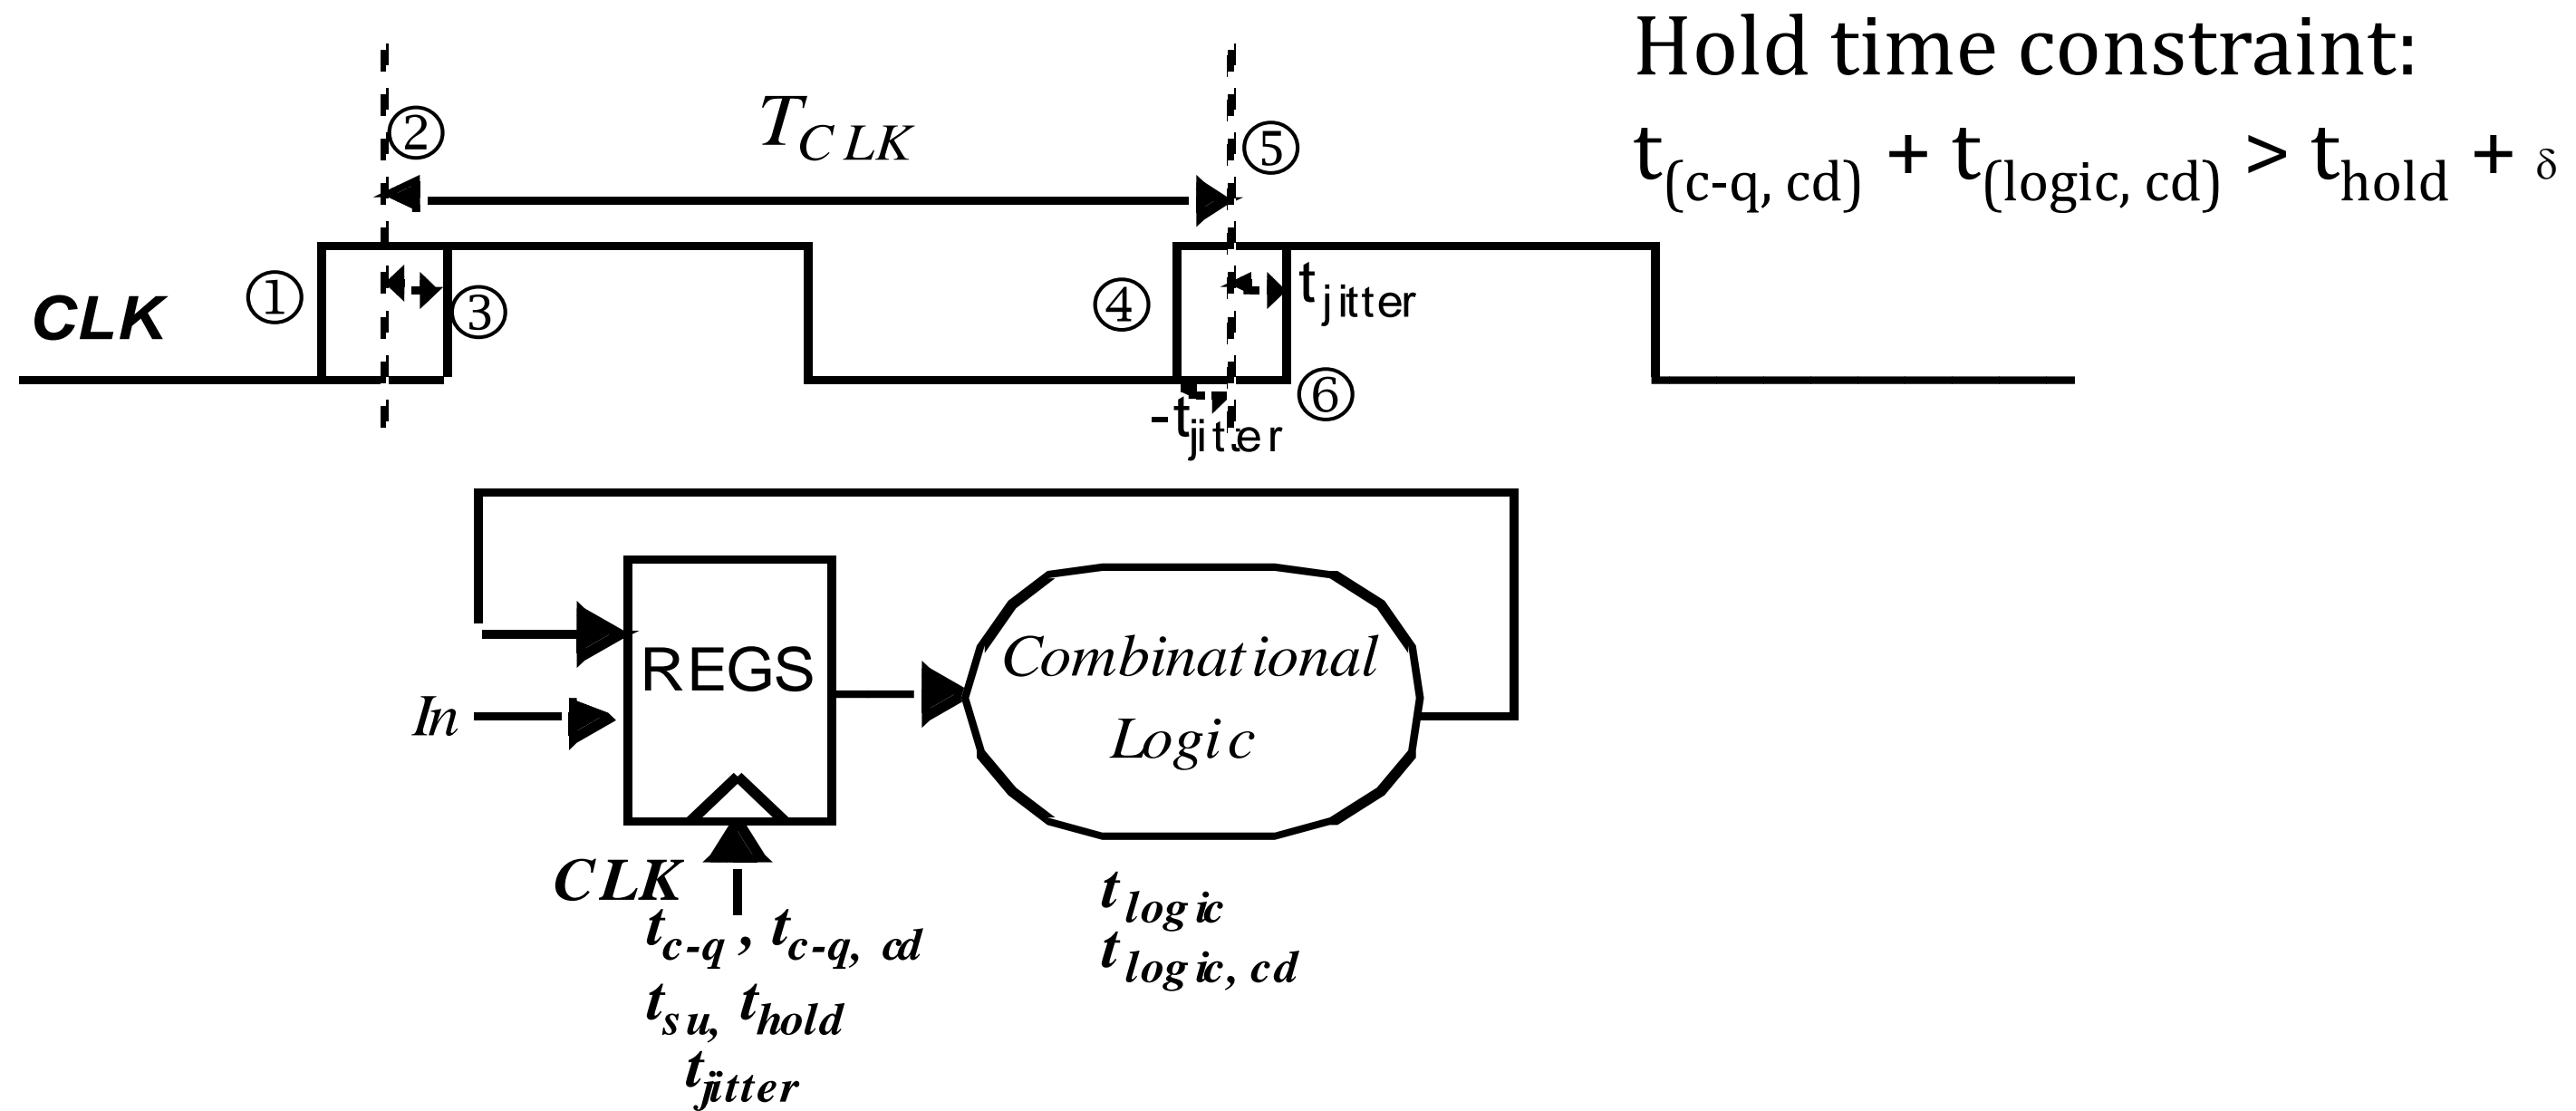 Hold time constraint:
t(c-q, cd) + t(logic, cd) > thold + δ
②
TCLK
⑤
①
③
④
tjitter
CLK
-tjitter
⑥
REGS
Combinational
Logic
In
CLK
tlogic
tc-q , tc-q, cd
tlogic, cd
tsu, thold
tjitter